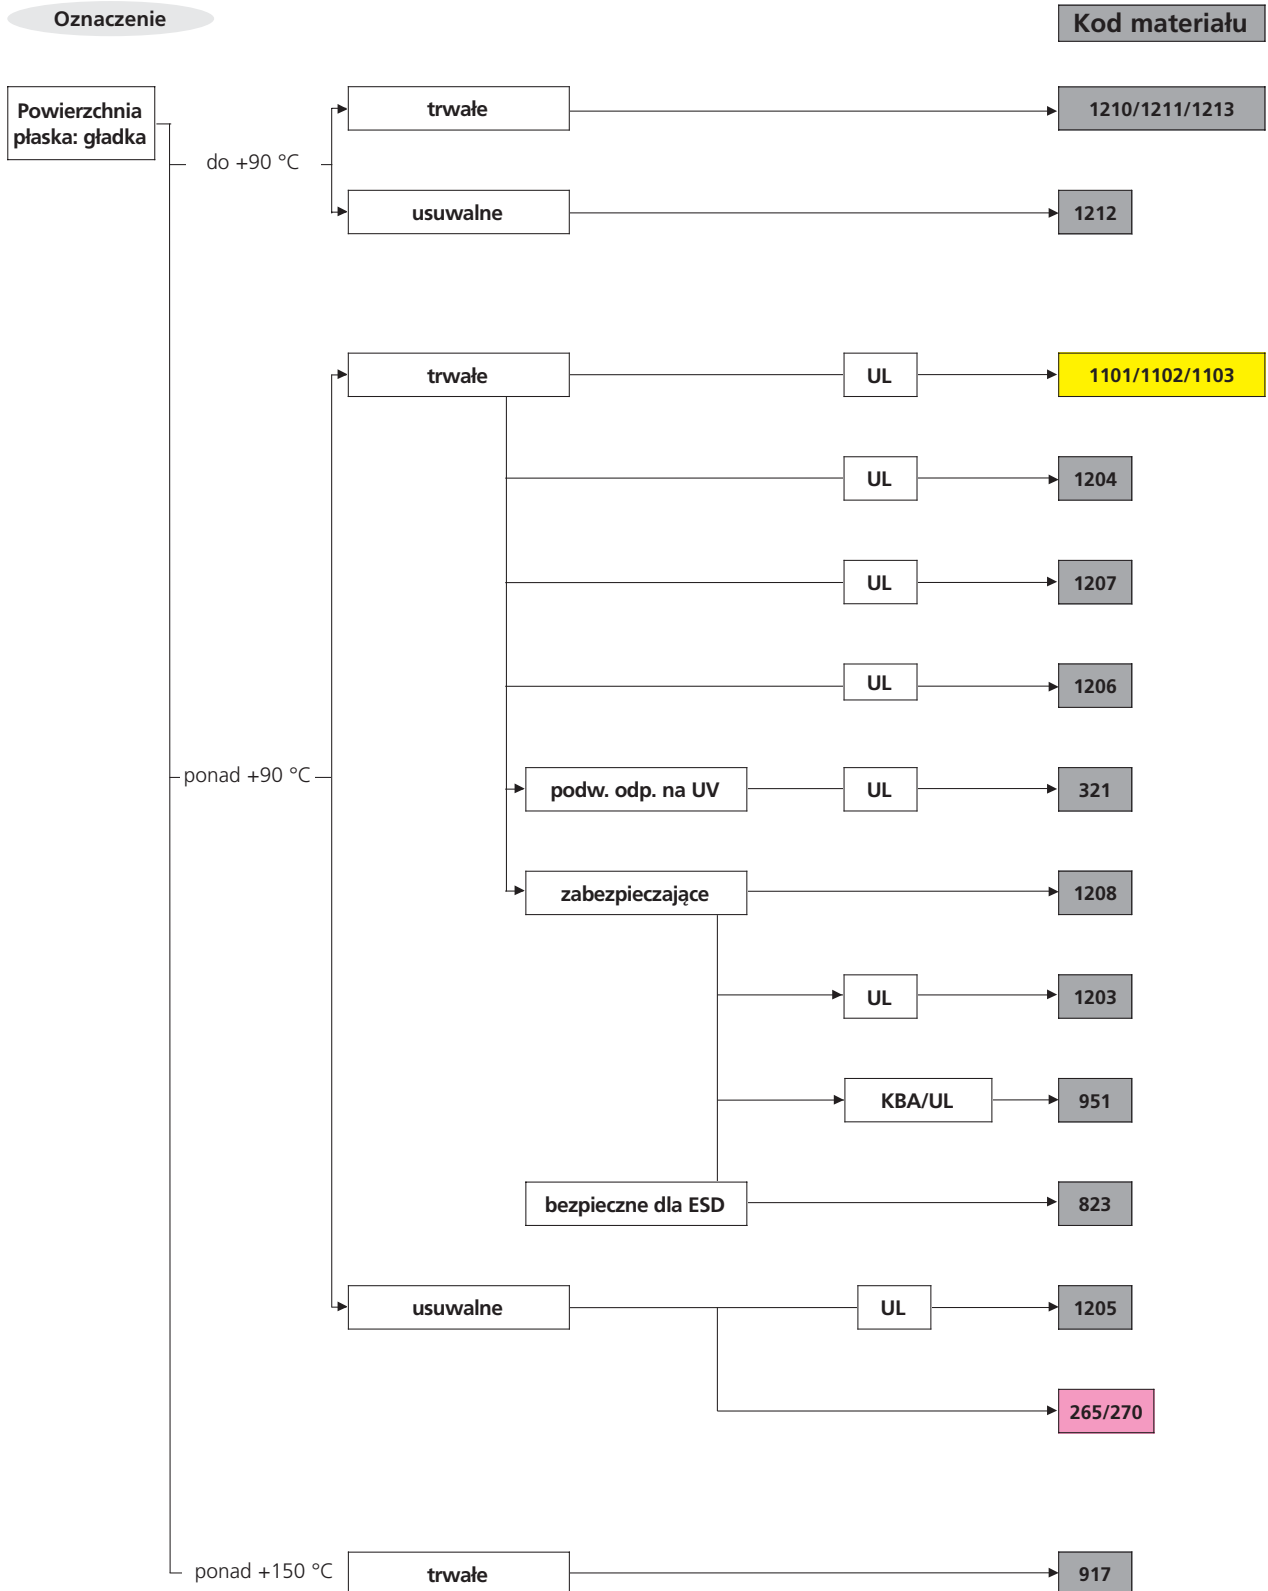 Oznaczenie
Kod materiału
Powierzchnia
płaska: gładka
do +90 °C
trwałe
1210/1211/1213
usuwalne
1212
ponad +90 °C
trwałe
UL
1101/1102/1103
UL
1204
UL
1207
UL
1206
podw. odp. na UV
UL
321
zabezpieczające
1208
UL
1203
KBA/UL
951
bezpieczne dla ESD
823
usuwalne
UL
1205
265/270
ponad +150 °C
trwałe
917